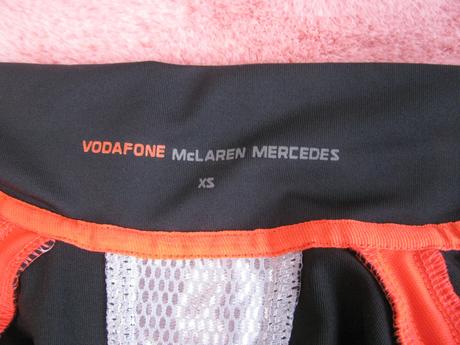 VODAFONE McLAREN MERCEDES
XS